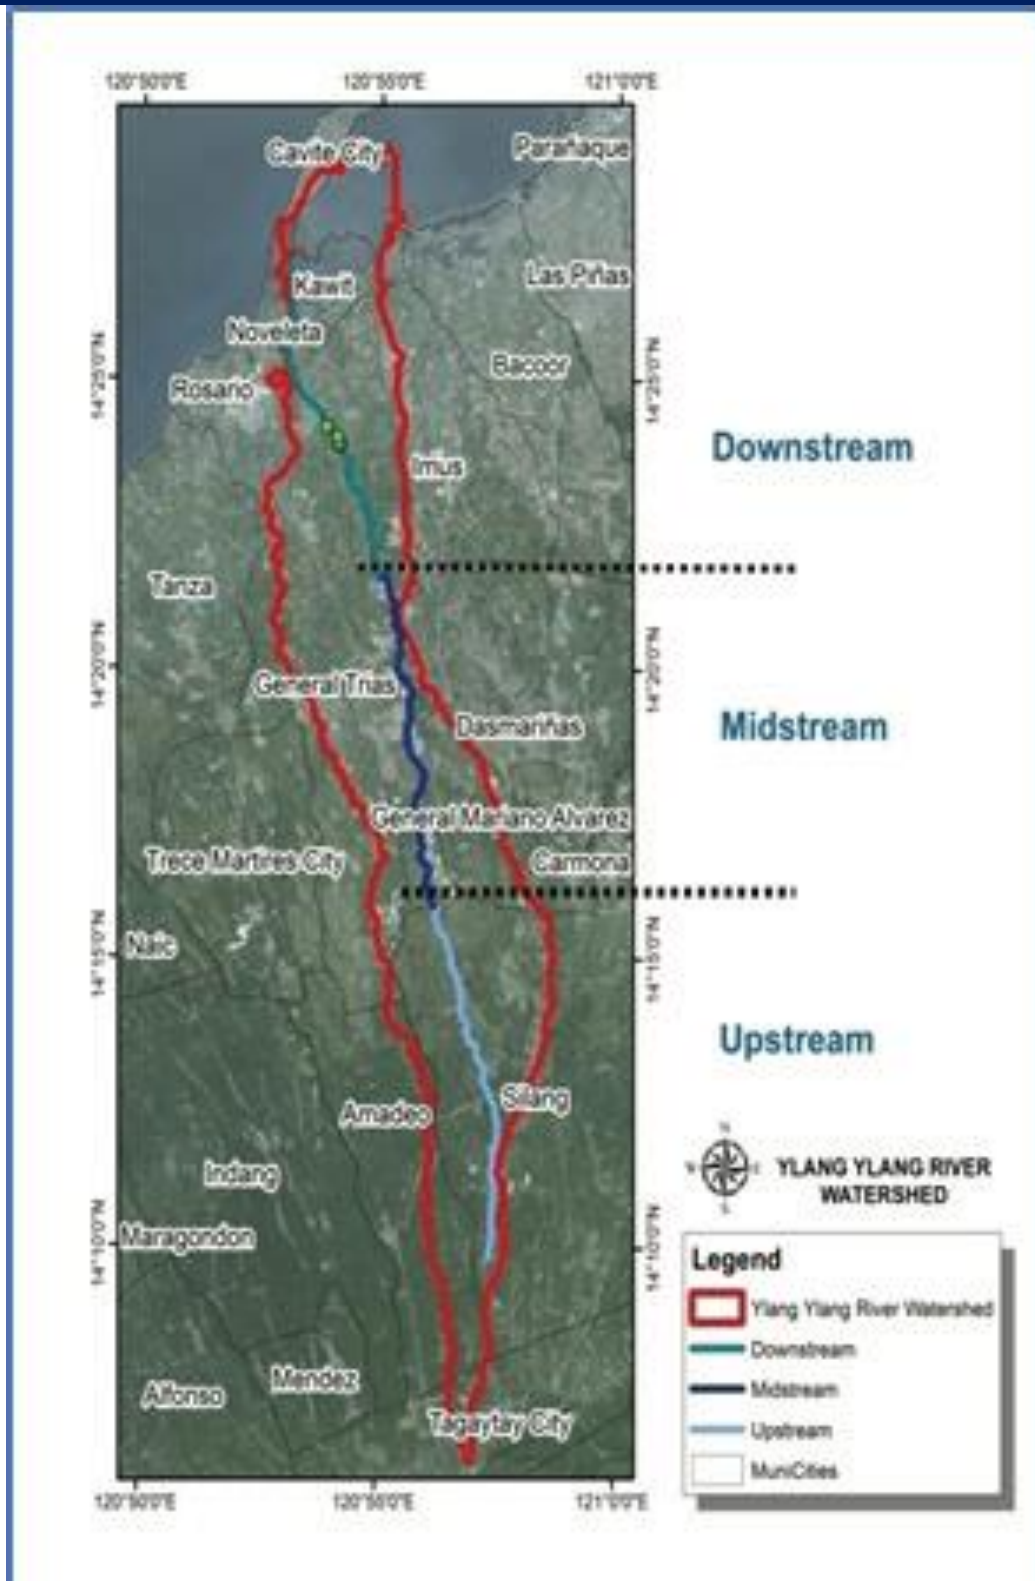 120°50'0"E
120°55'0"E
121°0'0"E
Cavite City
Parañaque
Las Piñas
Kawit
Noveleta
Bacoor
14°25'0"N
14°25'0"N
Rosario
Downstream
Imus
Tanza
14°20'0"N
14°20'0"N
General Trias
Midstream
Dasmariñas
General Mariano Alvarez
Trece Martires City
Carmona
Naic
14°15'0"N
14°15'0"N
Upstream
Silang
Amadeo
N
W
E
S
YLANG YLANG RIVER
WATERSHED
Indang
Maragondon
14°10'0"N
14°10'0"N
Legend
Ylang Ylang River Watershed
Downstream
Midstream
Upstream
MuniCities
Mendez
Alfonso
Tagaytay City
120°50'0"E
120°55'0"E
121°0'0"E